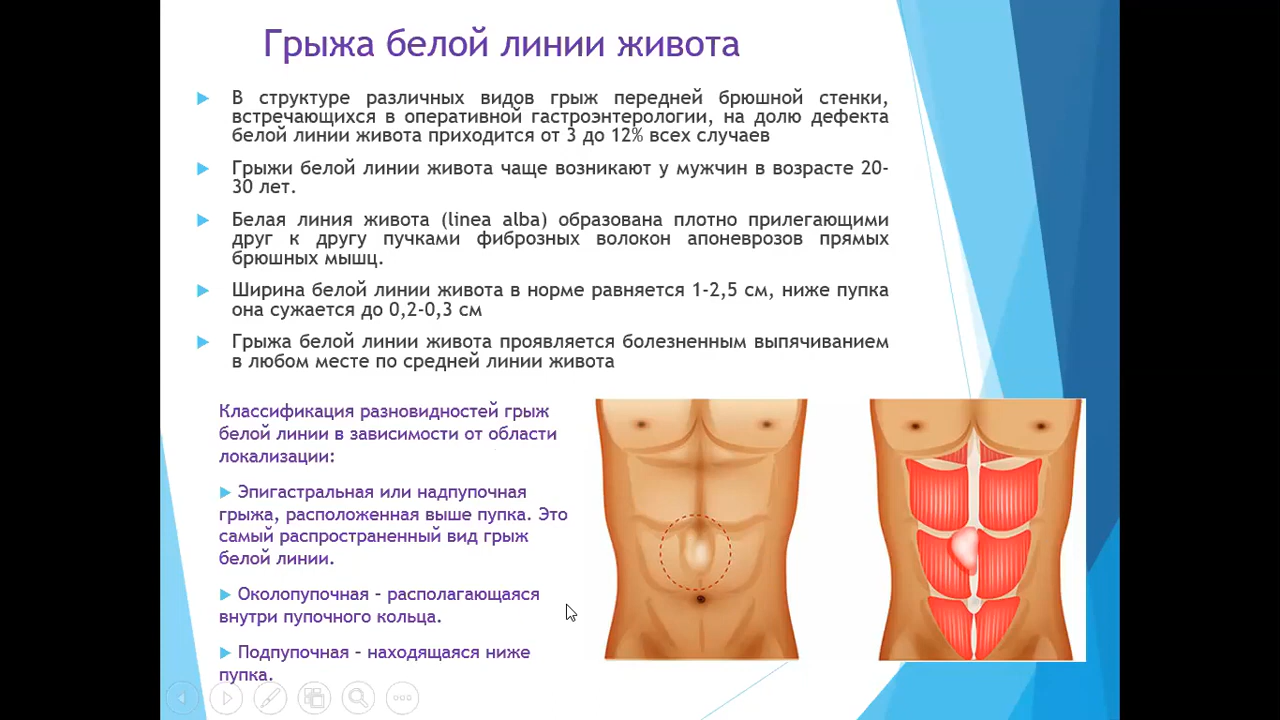 Грыжа белой линии живота
В структуре различных видов грыж передней брюшной стенки,
встречающихся в оперативной гастроэнтерологии, на долю дефекта
белой линии живота приходится от 3 до 12% всех случаев
Грыжи белой линии живота чаще возникают у мужчин в возрасте 20-
30 лет.
Белая линия живота (linea alba) образована плотно прилегающими
друг к другу пучками фиброзных волокон апоневрозов прямых
брюшных мышц.
Ширина белой линии живота в норме равняется 1-2,5 см, ниже пупка
она сужается до 0,2-0,3 см
Грыжа белой линии живота проявляется болезненным выпячиванием
в любом месте по средней линии живота
Классификация разновидностей грыж
белой линии в зависимости от области
локализации:
Эпигастральная или надпупочная
грыжа, расположенная выше пупка. Это
самый распространенный вид грыж
белой линии.
Околопупочная – располагающаяся
внутри пупочного кольца.
Подпупочная – находящаяся ниже
пупка.